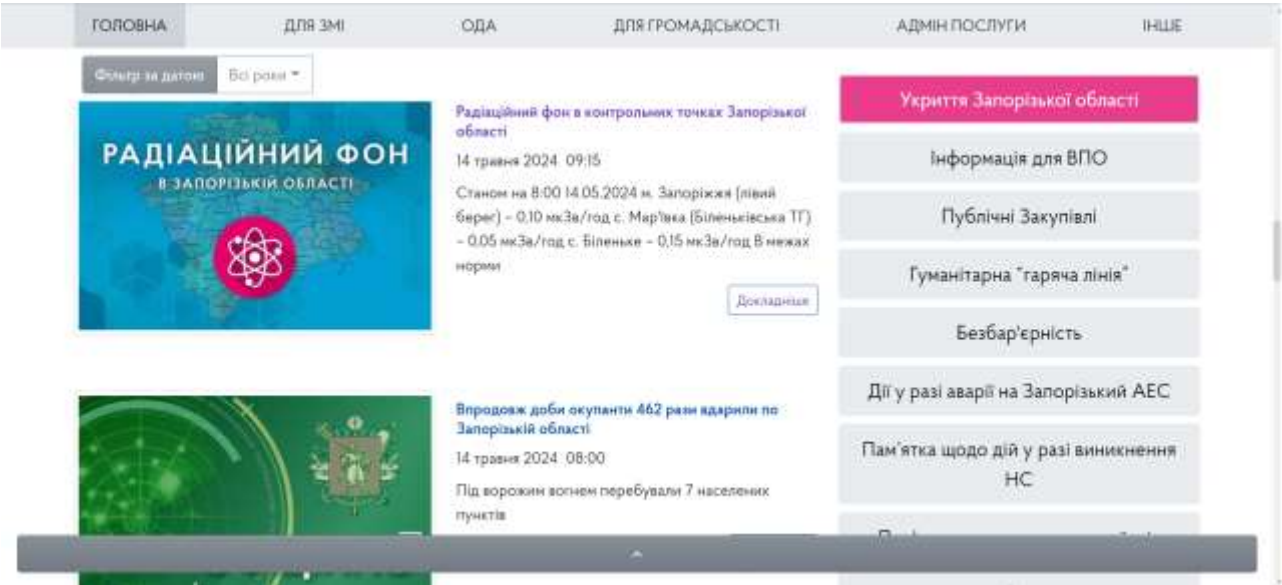 ГОЛОВНА
ДЛЯ ЗМІ
ОДА
ДЛЯ ГРОМАДСЬКОСТІ
АДМІН ПОСЛУГИ
ІНШЕ
Фільтр за датою
Всі роки
РАДІАЦІЙНИЙ ФОН
В ЗАПОРІЗЬКІЙ ОБЛАСТІ
Радіаційний фон в контрольних точках Запорізької
області
14 травня 2024 09:15
Станом на 8:00 14.05.2024 м. Запоріжжя (лівий
берег) – 0,10 мкЗв/год с. Мар'ївка (Біленьківська ТГ)
– 0,05 мкЗв/год с. Біленьке – 0,15 мкЗв/год В межах
норми
Докладніше
Впродовж доби окупанти 462 рази вдарили по
Запорізькій області
14 травня 2024 08:00
Під ворожим вогнем перебували 7 населених
пунктів
Укриття Запорізької області
Інформація для ВПО
Публічні Закупівлі
Гуманітарна "гаряча лінія"
Безбар'єрність
Дії у разі аварії на Запорізький АЕС
Пам'ятка щодо дій у разі виникнення
НС